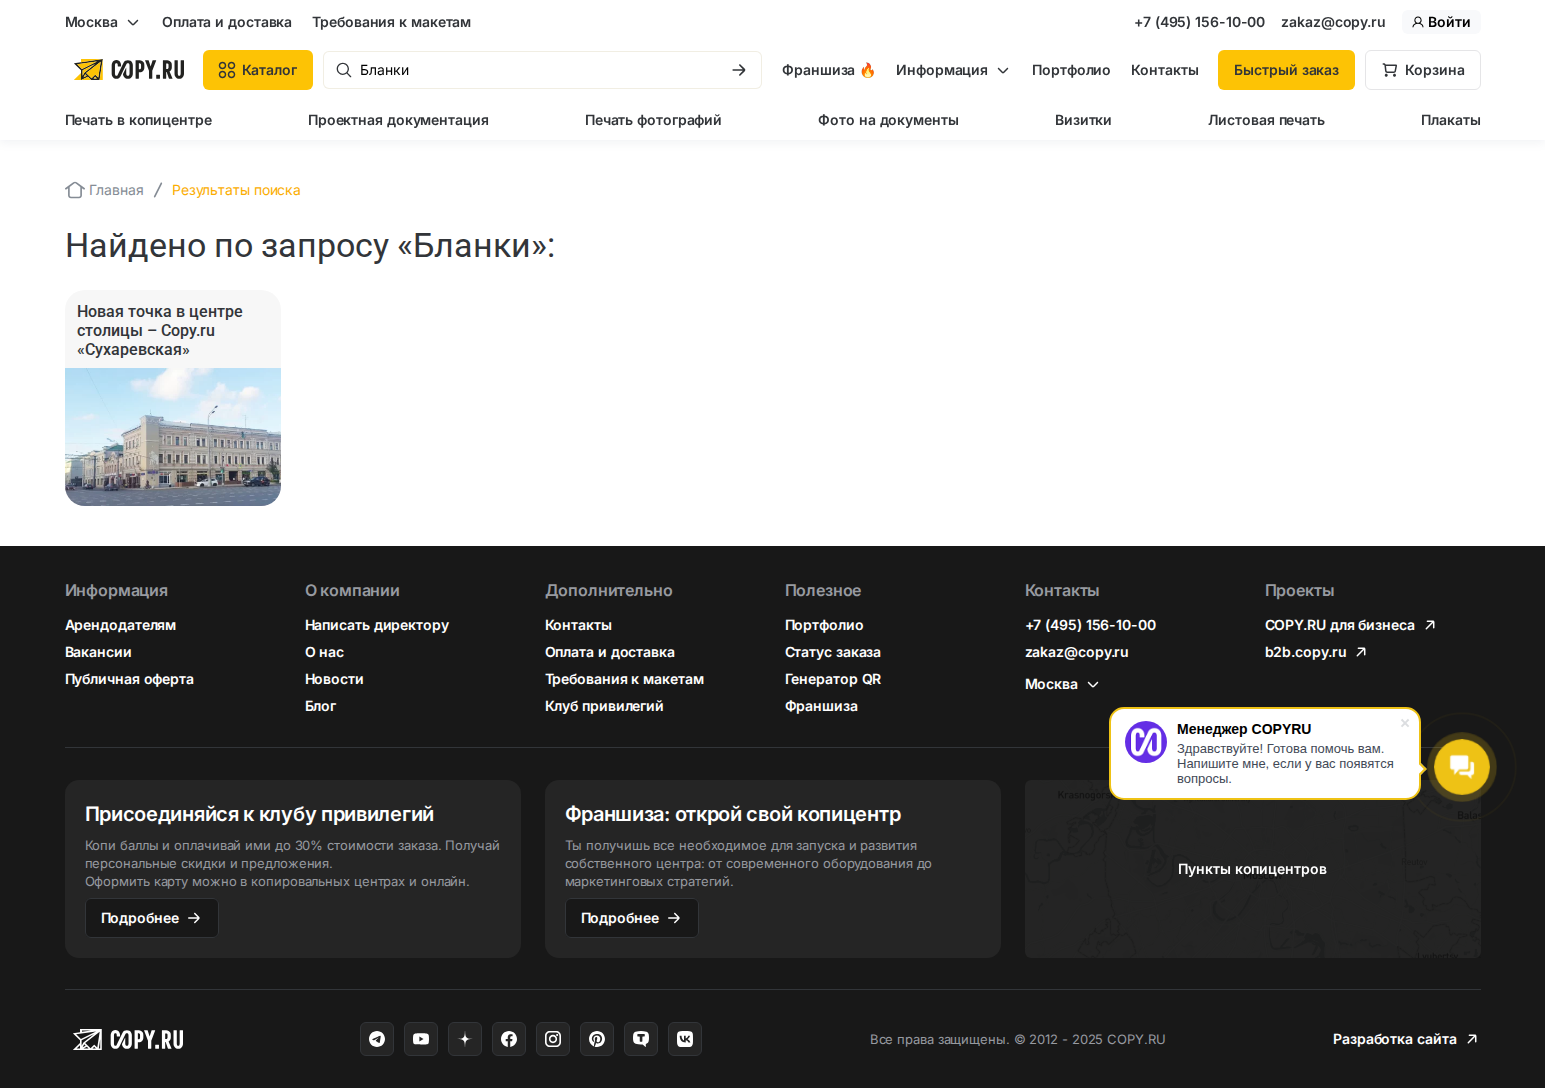 Москва
Оплата и доставка
Требования к макетам
+7 (495) 156-10-00
zakaz@copy.ru
Войти
COPY.RU
Каталог
Бланки
Франшиза 🔥
Информация
Портфолио
Контакты
Быстрый заказ
Корзина
Печать в копицентре
Проектная документация
Печать фотографий
Фото на документы
Визитки
Листовая печать
Плакаты
Главная / Результаты поиска
Найдено по запросу «Бланки»:
Новая точка в центре
столицы – Copy.ru
«Сухаревская»
Информация
Арендодателям
Вакансии
Публичная оферта
О компании
Написать директору
О нас
Новости
Блог
Дополнительно
Контакты
Оплата и доставка
Требования к макетам
Клуб привилегий
Полезное
Портфолио
Статус заказа
Генератор QR
Франшиза
Контакты
+7 (495) 156-10-00
zakaz@copy.ru
Москва
Проекты
COPY.RU для бизнеса
b2b.copy.ru
Менеджер COPYRU
Здравствуйте! Готова помочь вам.
Напишите мне, если у вас появятся
вопросы.
Присоединяйся к клубу привилегий
Копи баллы и оплачивай ими до 30% стоимости заказа. Получай
персональные скидки и предложения.
Оформить карту можно в копировальных центрах и онлайн.
Подробнее
Франшиза: открой свой копицентр
Ты получишь все необходимое для запуска и развития
собственного центра: от современного оборудования до
маркетинговых стратегий.
Подробнее
Пункты копицентров
COPY.RU
Все права защищены. © 2012 - 2025 COPY.RU
Разработка сайта